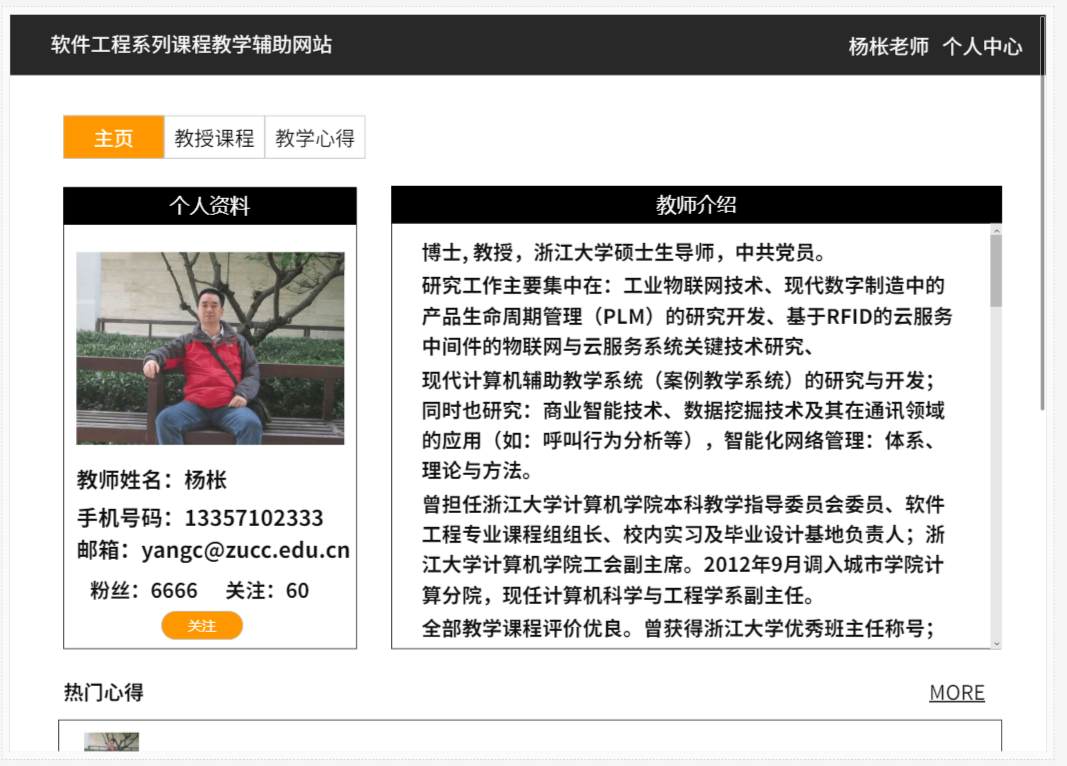 软件工程系列课程教学辅助网站
杨枨老师 个人中心
主页 教授课程 教学心得
个人资料
教师姓名：杨枨
手机号码：13357102333
邮箱：yangc@zucc.edu.cn
粉丝：6666 关注：60
关注
教师介绍
博士, 教授，浙江大学硕士生导师，中共党员。
研究工作主要集中在：工业物联网技术、现代数字制造中的
产品生命周期管理（PLM）的研究开发、基于RFID的云服务
中间件的物联网与云服务系统关键技术研究、
现代计算机辅助教学系统（案例教学系统）的研究与开发；
同时也研究：商业智能技术、数据挖掘技术及其在通讯领域
的应用（如：呼叫行为分析等），智能化网络管理：体系、
理论与方法。
曾担任浙江大学计算机学院本科教学指导委员会委员、软件
工程专业课程组组长、校内实习及毕业设计基地负责人；浙
江大学计算机学院工会副主席。2012年9月调入城市学院计
算分院，现任计算机科学与工程学系副主任。
全部教学课程评价优良。曾获得浙江大学优秀班主任称号；
热门心得
MORE